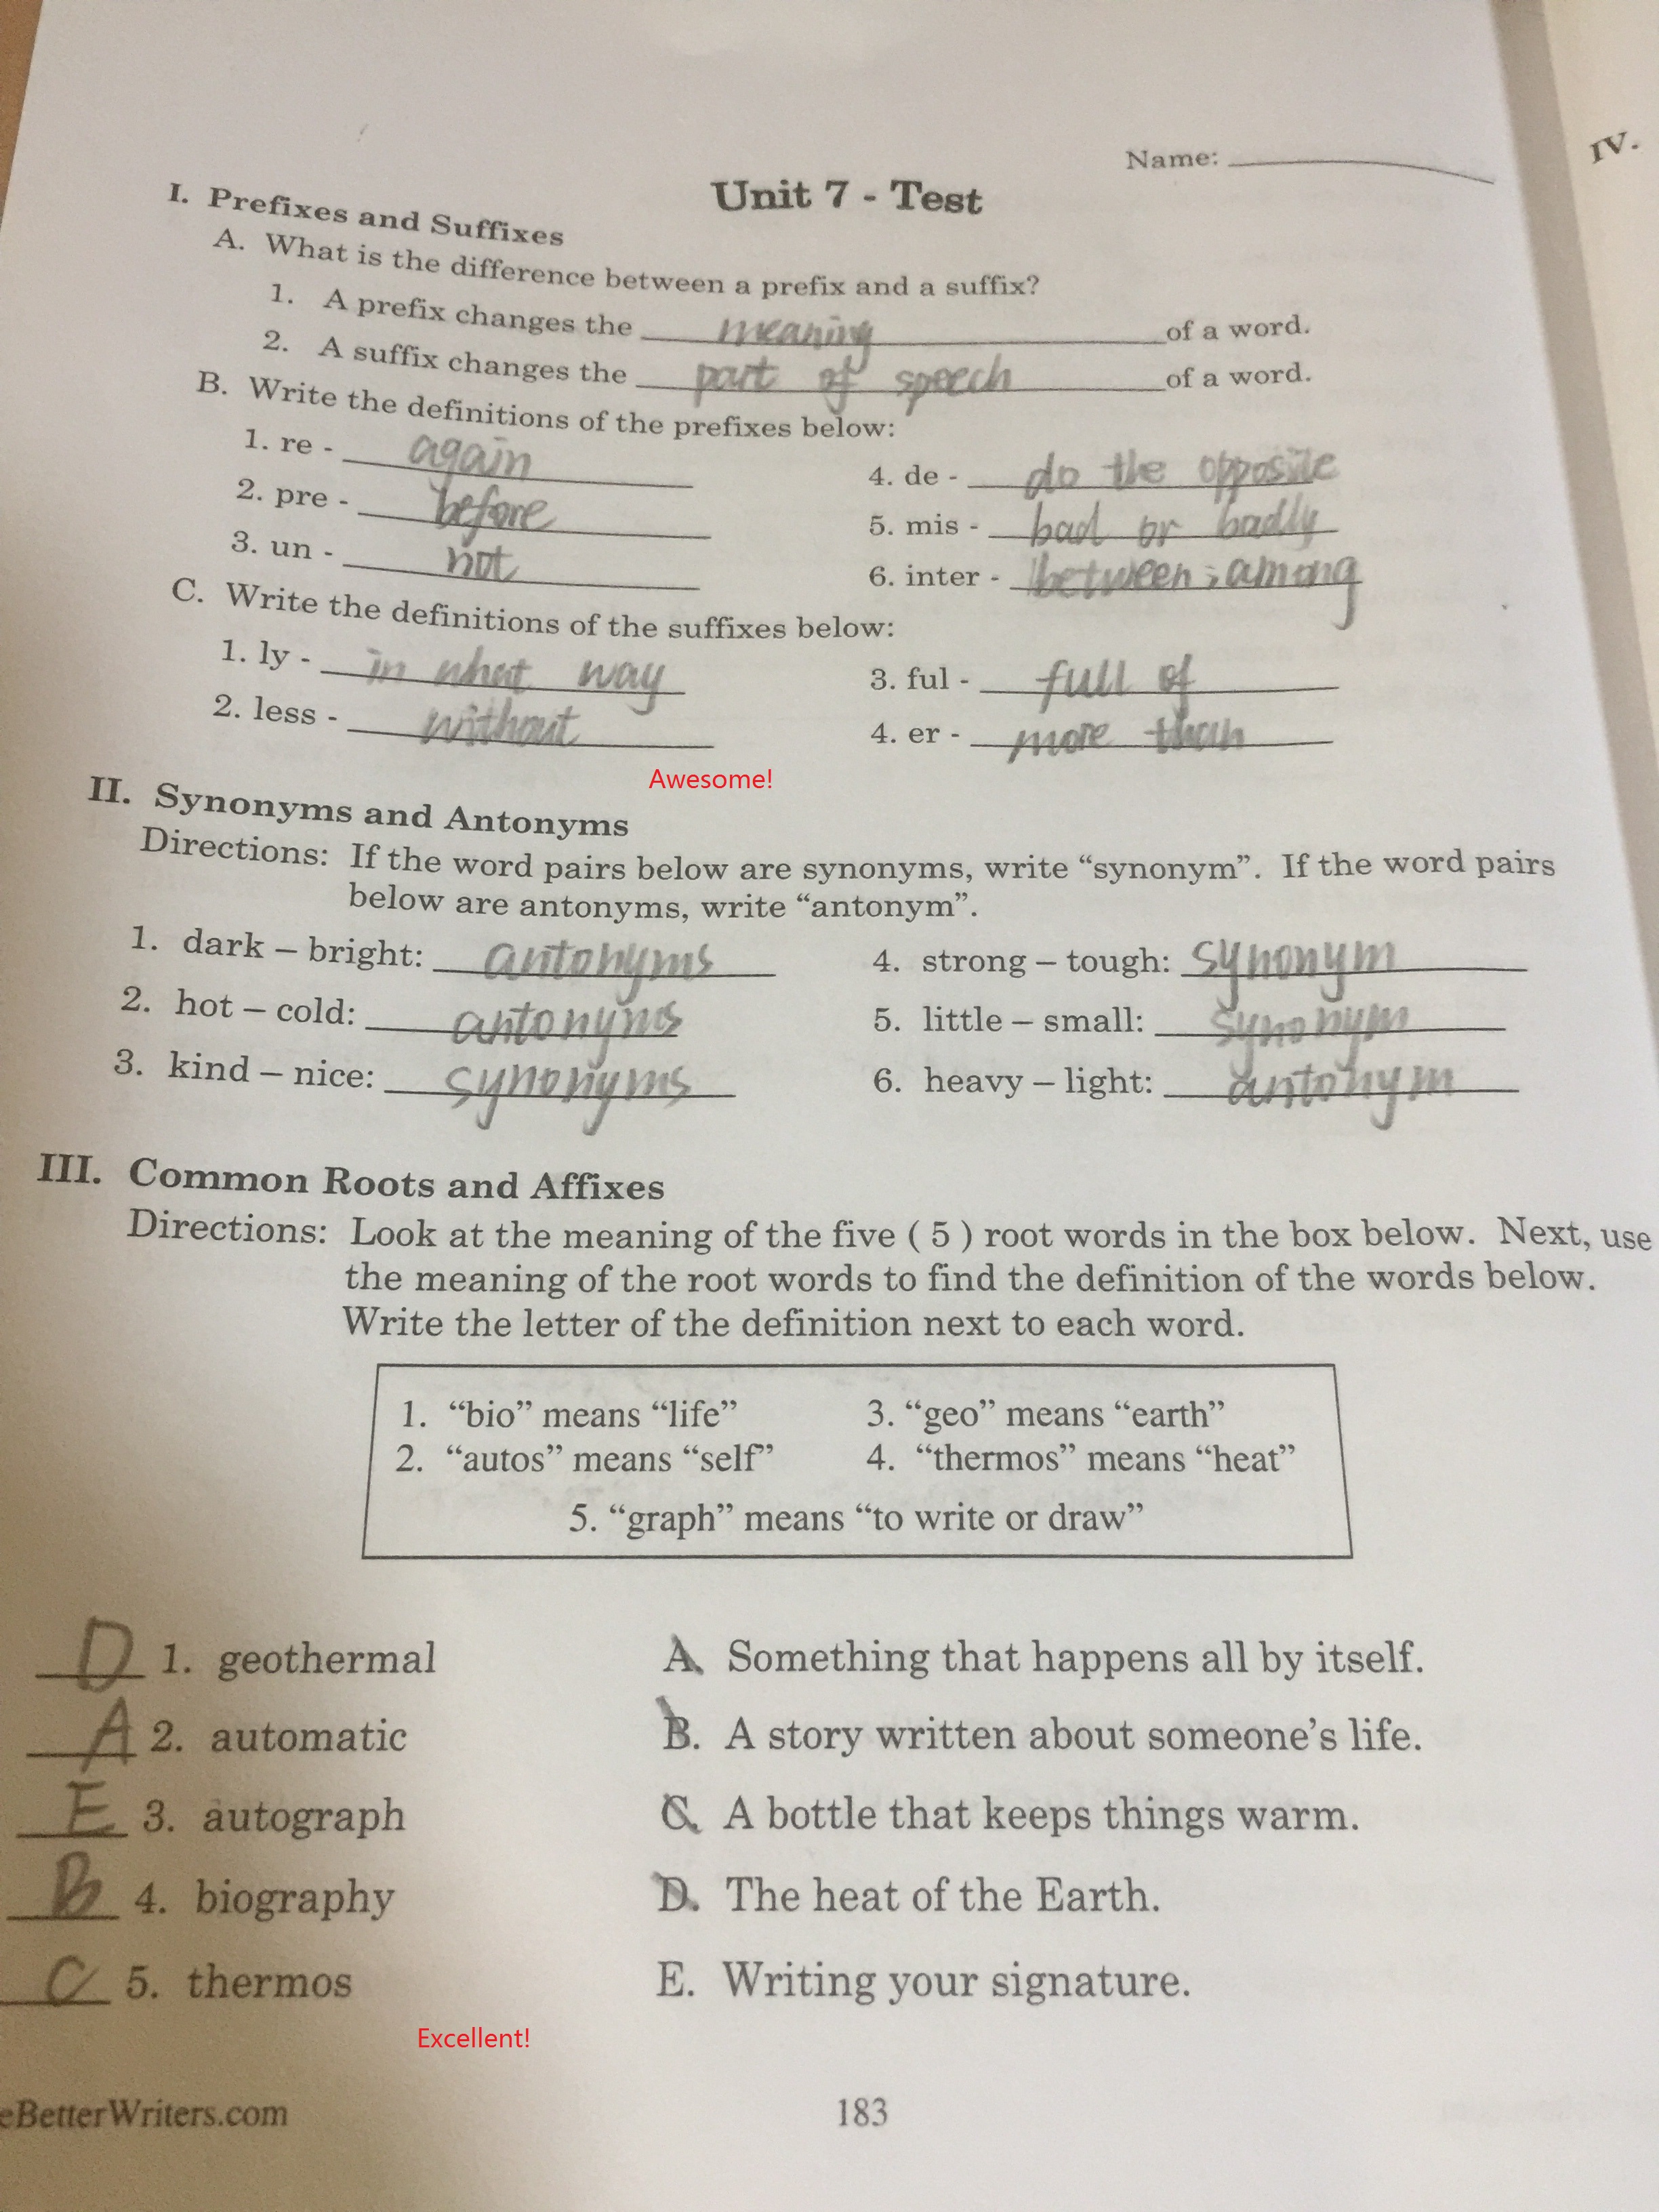 Name:
IV.
Unit 7 - Test
I. Prefixes and Suffixes
A. What is the difference between a prefix and a suffix?
1. A prefix changes the meaning of a word.
2. A suffix changes the part of speech of a word.
B. Write the definitions of the prefixes below:
1. re - again 4. de - do the opposite
2. pre - before 5. mis - bad or badly
3. un - not 6. inter - between; among
C. Write the definitions of the suffixes below:
1. ly - in what way 3. ful - full of
2. less - without 4. er - more than
Awesome!
II. Synonyms and Antonyms
Directions: If the word pairs below are synonyms, write “synonym”. If the word pairs
below are antonyms, write “antonym”.
1. dark – bright: antonyms 4. strong – tough: synonym
2. hot – cold: antonyms 5. little – small: synonym
3. kind – nice: synonyms 6. heavy – light: antonym
III. Common Roots and Affixes
Directions: Look at the meaning of the five ( 5 ) root words in the box below. Next, use
the meaning of the root words to find the definition of the words below.
Write the letter of the definition next to each word.
1. “bio” means “life” 3. “geo” means “earth”
2. “autos” means “self” 4. “thermos” means “heat”
5. “graph” means “to write or draw”
D 1. geothermal A. Something that happens all by itself.
A 2. automatic B. A story written about someone’s life.
E 3. autograph C. A bottle that keeps things warm.
B 4. biography D. The heat of the Earth.
C 5. thermos E. Writing your signature.
Excellent!
eBetterWriters.com 183